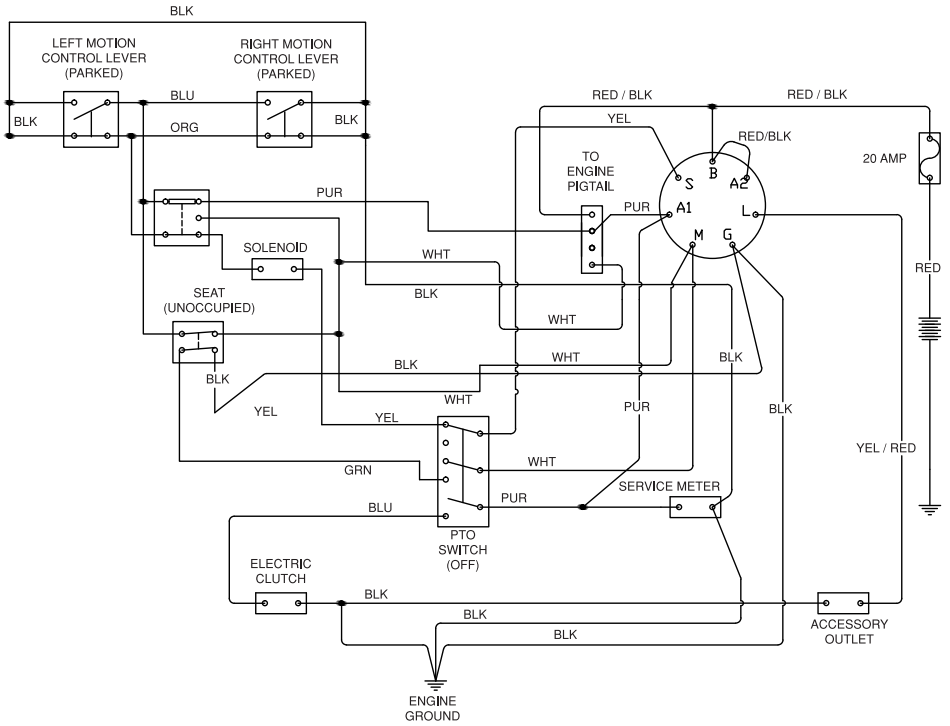 BLK
LEFT MOTION
CONTROL LEVER
(PARKED)
RIGHT MOTION
CONTROL LEVER
(PARKED)
BLU
BLK
ORG
BLK
RED / BLK
RED / BLK
YEL
RED/BLK
20 AMP
TO
ENGINE
PIGTAIL
B
S
A2
A1
L
M
G
PUR
PUR
SOLENOID
WHT
BLK
RED
SEAT
(UNOCCUPIED)
WHT
WHT
BLK
BLK
BLK
WHT
YEL
YEL
PUR
BLK
YEL / RED
GRN
WHT
SERVICE METER
PUR
BLU
PTO
SWITCH
(OFF)
ELECTRIC
CLUTCH
BLK
BLK
BLK
ACCESSORY
OUTLET
ENGINE
GROUND